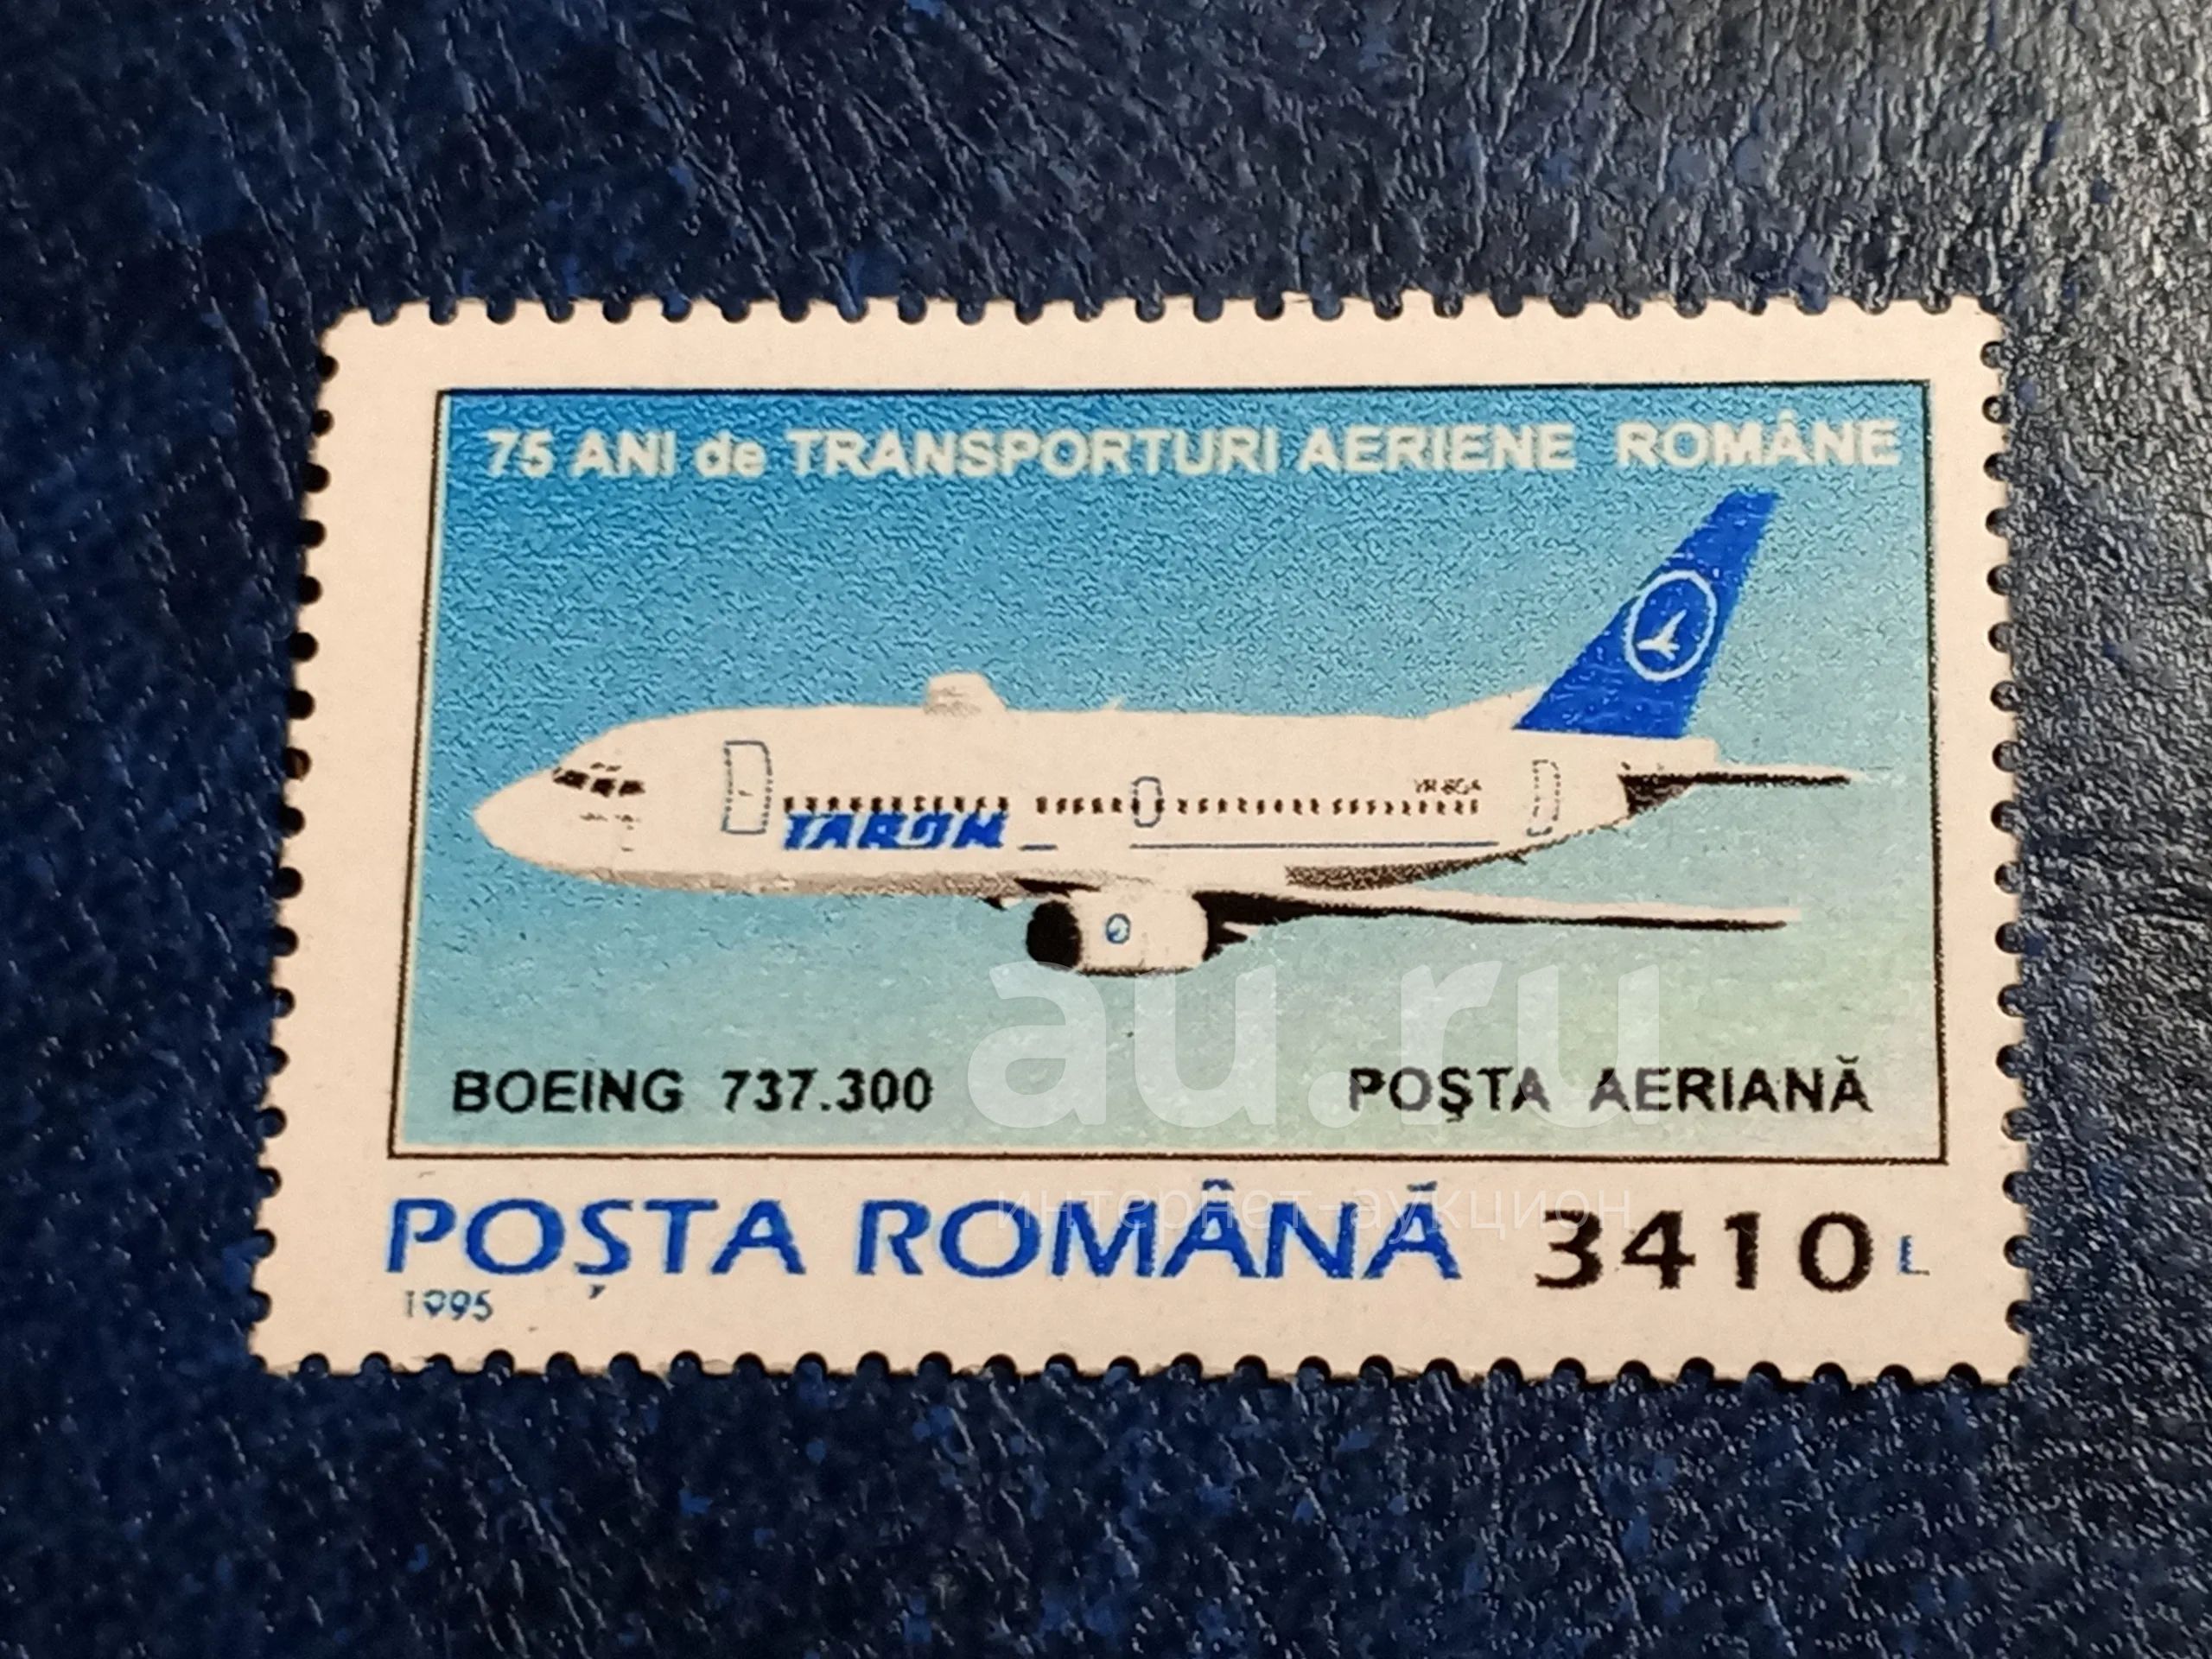 75 ANI de TRANSPORTURI AERIENE ROMÂNE
TAROM
BOEING 737.300
POŞTA AERIANĂ
au.ru
интернет-аукцион
POŞTA ROMÂNĂ 3410 L
1995